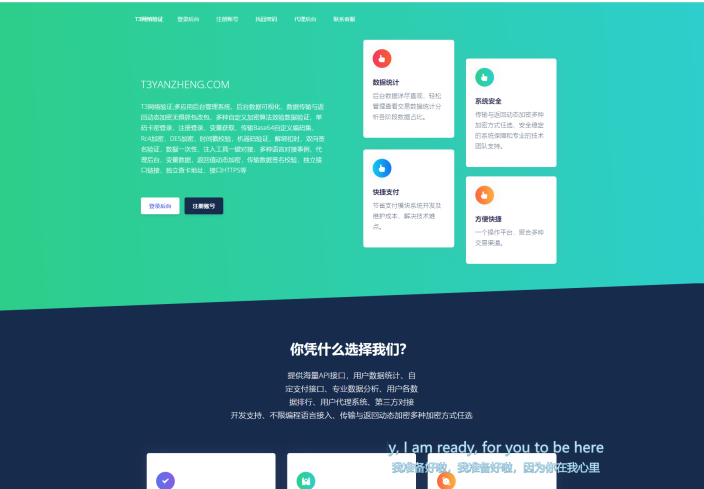 T3网络验证 登录后台 注册账号 找回密码 代理后台 联系客服
T3YANZHENG.COM
T3网络验证,多应用后台管理系统、后台数据可视化、数据传输与返
回动态加密无惧抓包改包、多种自定义加密算法效验数据验证、单
码卡密登录、注册登录、变量获取、传输Base64自定义编码集、
Rc4加密、DES加密、时间戳校验、机器码验证、解绑扣时、双向签
名验证、数据一次性、注入工具一键对接、多种语言对接事例、代
理后台、变量数据、返回值动态加密、传输数据签名校验、独立接
口链接、独立查卡地址、接口HTTPS等
登录后台 注册账号
数据统计
后台数据详尽直观、轻松
管理查看交易数据统计分
析各阶段数据占比。
系统安全
传输与返回动态加密多种
加密方式任选、安全稳定
的系统保障和专业的技术
团队支持。
快捷支付
节省支付模块系统开发及
维护成本、解决技术难
点。
方便快捷
一个操作平台、聚合多种
交易渠道。
你凭什么选择我们?
提供海量API接口，用户数据统计、自
定支付接口、专业数据分析、用户各数
据排行、用户代理系统、第三方对接
开发支持、不限编程语言接入、传输与返回动态加密多种加密方式任选
y, I am ready, for you to be here
我准备好啦，我准备好啦，因为你在我心里